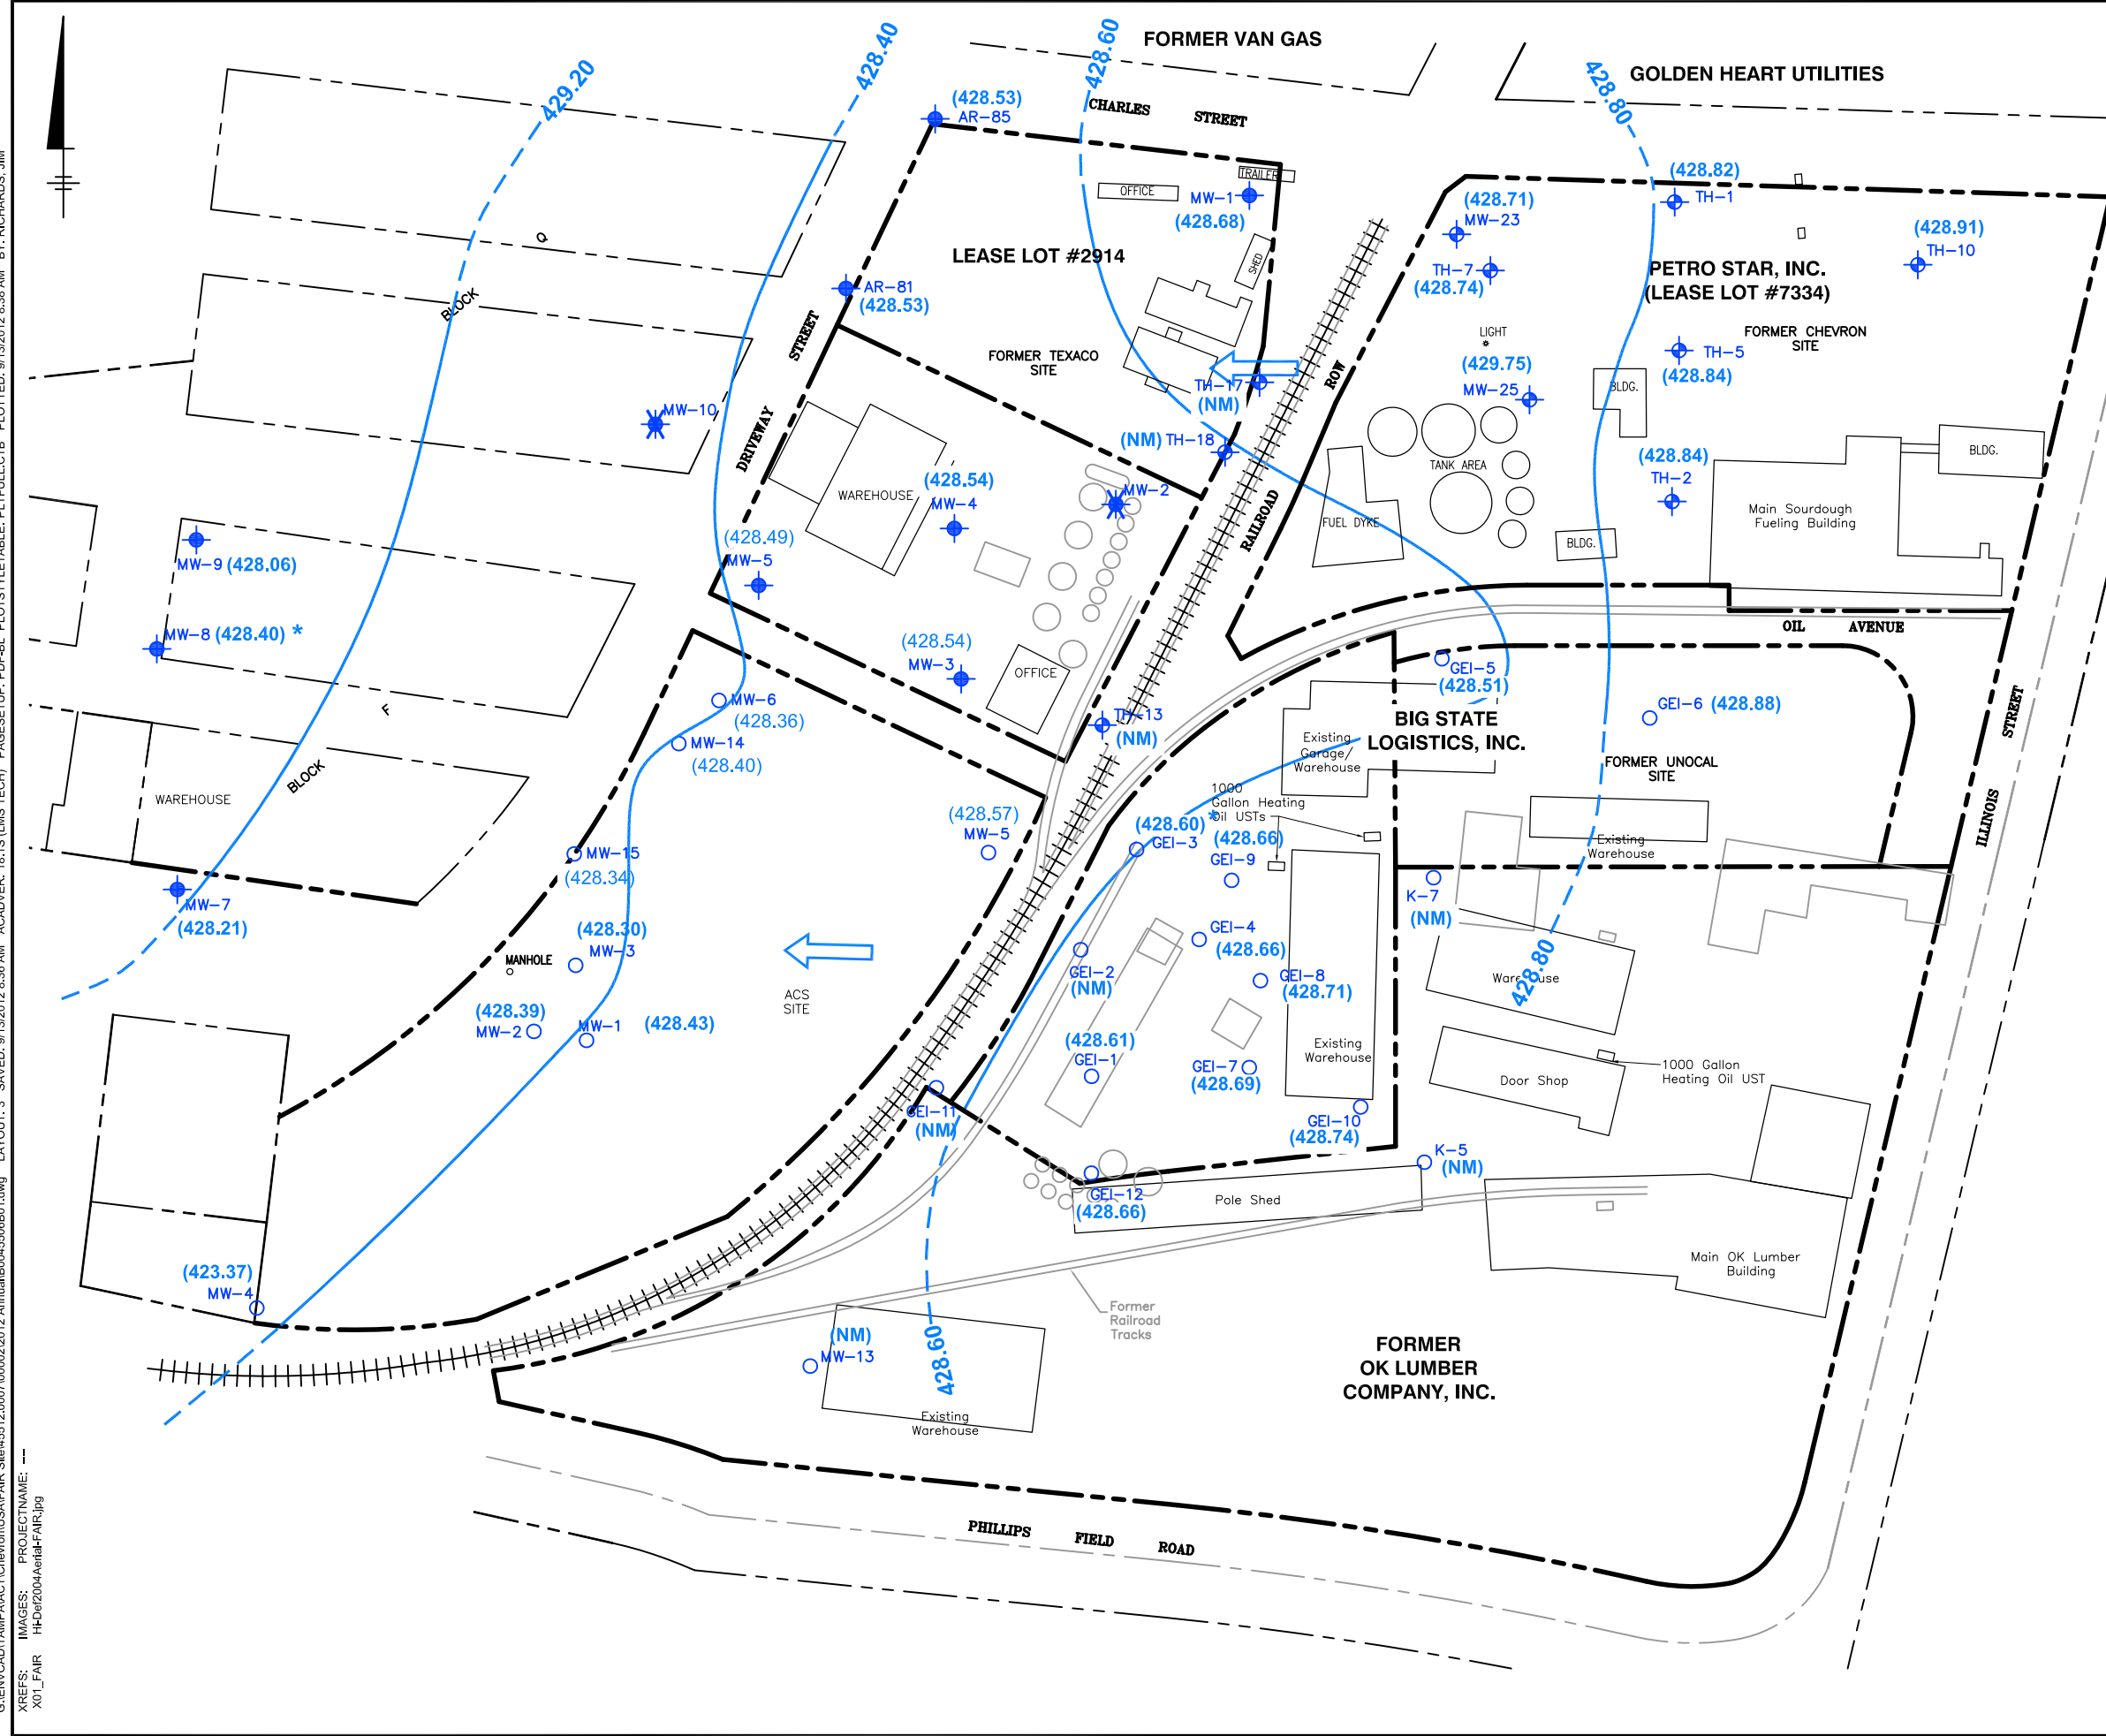 FORMER VAN GAS
GOLDEN HEART UTILITIES
429.20
428.40
428.60
428.80
CHARLES STREET
(428.53)
AR-85
TRAILER
OFFICE
MW-1
(428.68)
SHED
LEASE LOT #2914
(428.71)
MW-23
TH-7
(428.74)
(428.82)
TH-1
(428.91)
TH-10
PETRO STAR, INC.
(LEASE LOT #7334)
BLOCK Q
AR-81
(428.53)
DRIVEWAY STREET
FORMER TEXACO
SITE
LIGHT
(429.75)
MW-25
FORMER CHEVRON
SITE
TH-5
(428.84)
BLDG.
TH-17
(NM)
(NM) TH-18
RAILROAD ROW
MW-10
WAREHOUSE
(428.54)
MW-4
MW-2
TANK AREA
FUEL DYKE
(428.84)
TH-2
BLDG.
BLDG.
Main Sourdough
Fueling Building
(428.49)
MW-5
MW-9 (428.06)
MW-8 (428.40) *
(428.54)
MW-3
OFFICE
OIL AVENUE
BLOCK F
MW-6
(428.36)
MW-14
(428.40)
TH-13
(NM)
GEI-5
(428.51)
GEI-6 (428.88)
BIG STATE
LOGISTICS, INC.
Existing
Garage/
Warehouse
FORMER UNOCAL
SITE
ILLINOIS STREET
WAREHOUSE
1000
Gallon Heating
Oil USTs
(428.57)
MW-5
(428.60) *
GEI-3
(428.66)
GEI-9
Existing
Warehouse
MW-15
(428.34)
MW-7
(428.21)
K-7
(NM)
(428.30)
MW-3
MANHOLE
GEI-4
(428.66)
GEI-2
(NM)
GEI-8
(428.71)
Warehouse
428.80
ACS
SITE
(428.39)
MW-2
MW-1
(428.43)
(428.61)
GEI-1
GEI-7
(428.69)
Existing
Warehouse
Door Shop
1000 Gallon
Heating Oil UST
GEI-11
(NM)
GEI-10
(428.74)
K-5
(NM)
GEI-12
(428.66)
Pole Shed
Main OK Lumber
Building
(423.37)
MW-4
Former
Railroad
Tracks
(NM)
MW-13
428.60
FORMER
OK LUMBER
COMPANY, INC.
Existing
Warehouse
PHILLIPS FIELD ROAD
XREFS: IMAGES: PROJECTNAME: ---
X01_FAIR Hi-Def2004Aerial-FAIR.jpg